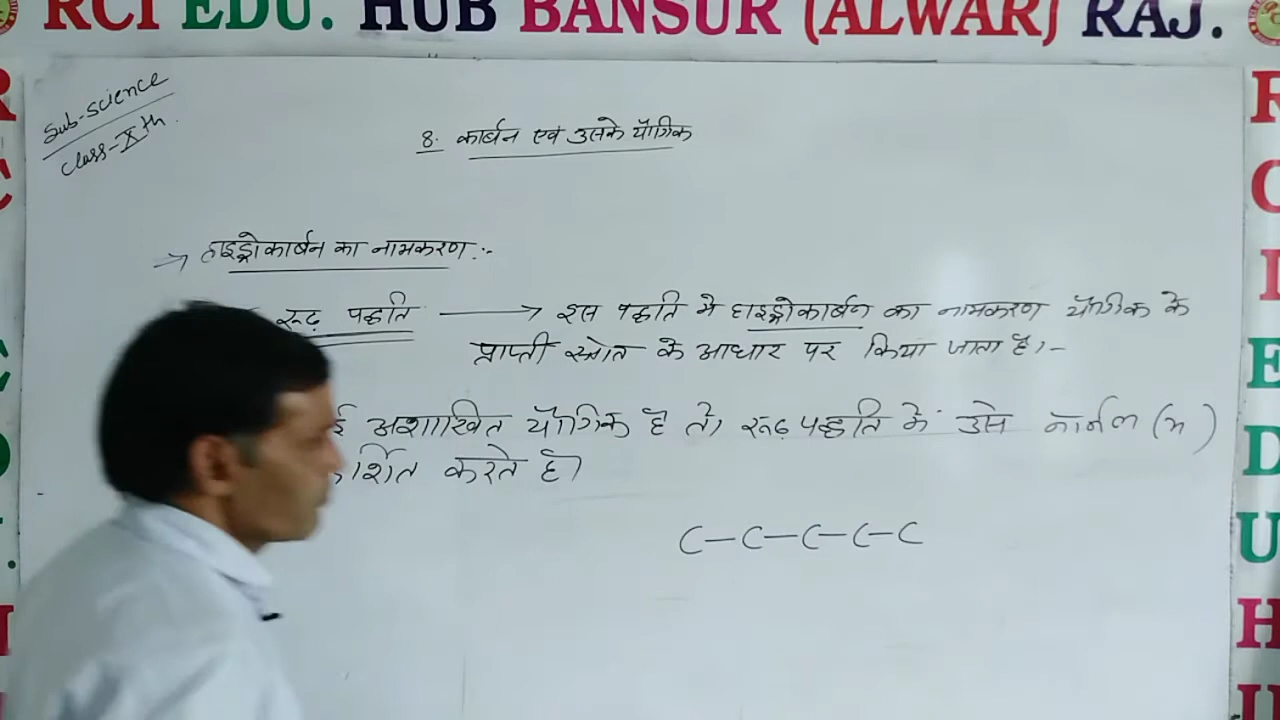 RCI EDU. HUB BANSUR (ALWAR) RAJ.
Sub-science
Class-Xth.
8. कार्बन एवं उसके यौगिक
→ हाइड्रोकार्बन का नामकरण :-
रूढ़ पद्धति → इस पद्धति में हाइड्रोकार्बण का नामकरण यौगिक के
प्राप्ती स्त्रोत के आधार पर किया जाता है।-
अशाखित यौगिक है तो रूढ़ पद्धति में उसे नॉर्मल (n)
करते है।
C-C-C-C-C
R
C
I
E
D
U
H